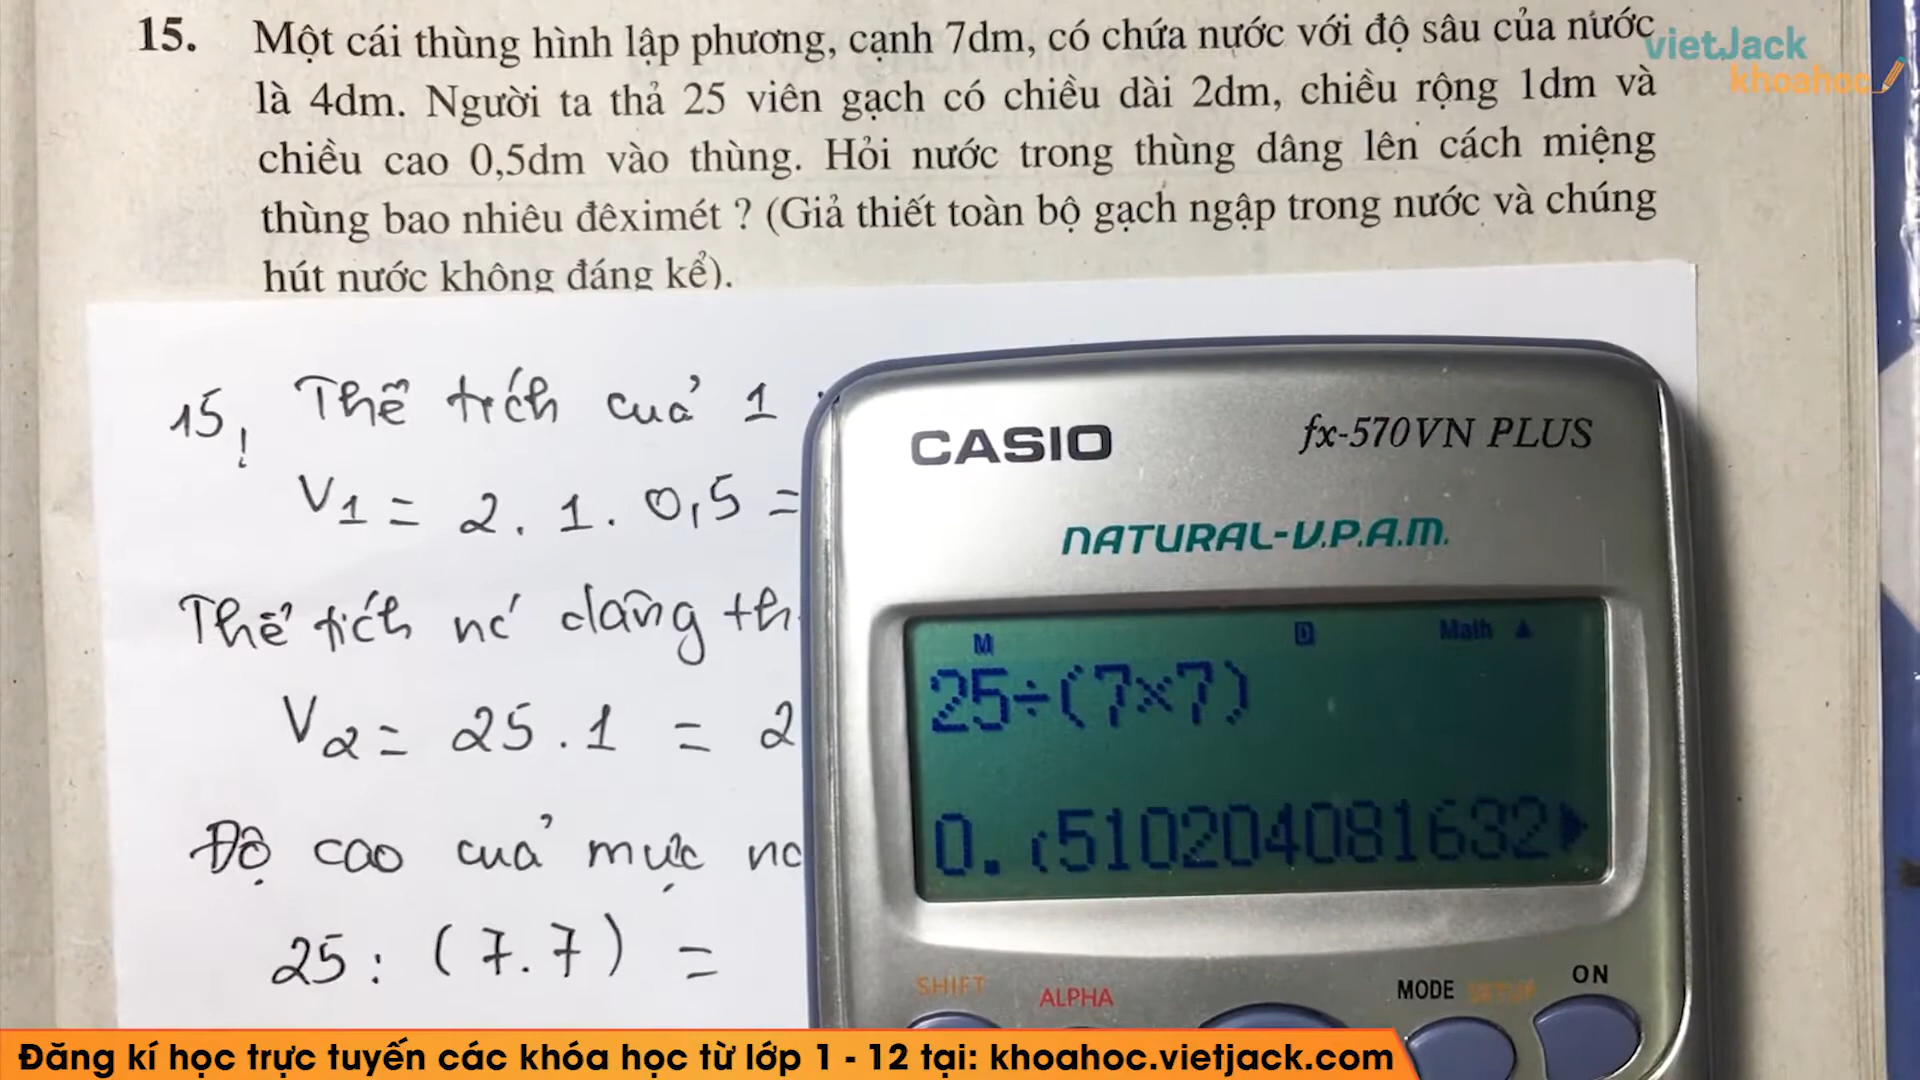 15. Một cái thùng hình lập phương, cạnh 7dm, có chứa nước với độ sâu của nước
là 4dm. Người ta thả 25 viên gạch có chiều dài 2dm, chiều rộng 1dm và
chiều cao 0,5dm vào thùng. Hỏi nước trong thùng dâng lên cách miệng
thùng bao nhiêu đêximét ? (Giả thiết toàn bộ gạch ngập trong nước và chúng
hút nước không đáng kể).
vietJack
khoahoc
15, Thể tích của 1
V1 = 2. 1. 0,5 =
Thể tích nc dâng th
V2 = 25.1 = 2
Độ cao của mực nc
25: (7.7) =
CASIO
fx-570VN PLUS
NATURAL-V.P.A.M.
M D Math ▲
25÷(7×7)
0.(510204081632
SHIFT ALPHA MODE SETUP ON
Đăng kí học trực tuyến các khóa học từ lớp 1 - 12 tại: khoahoc.vietjack.com